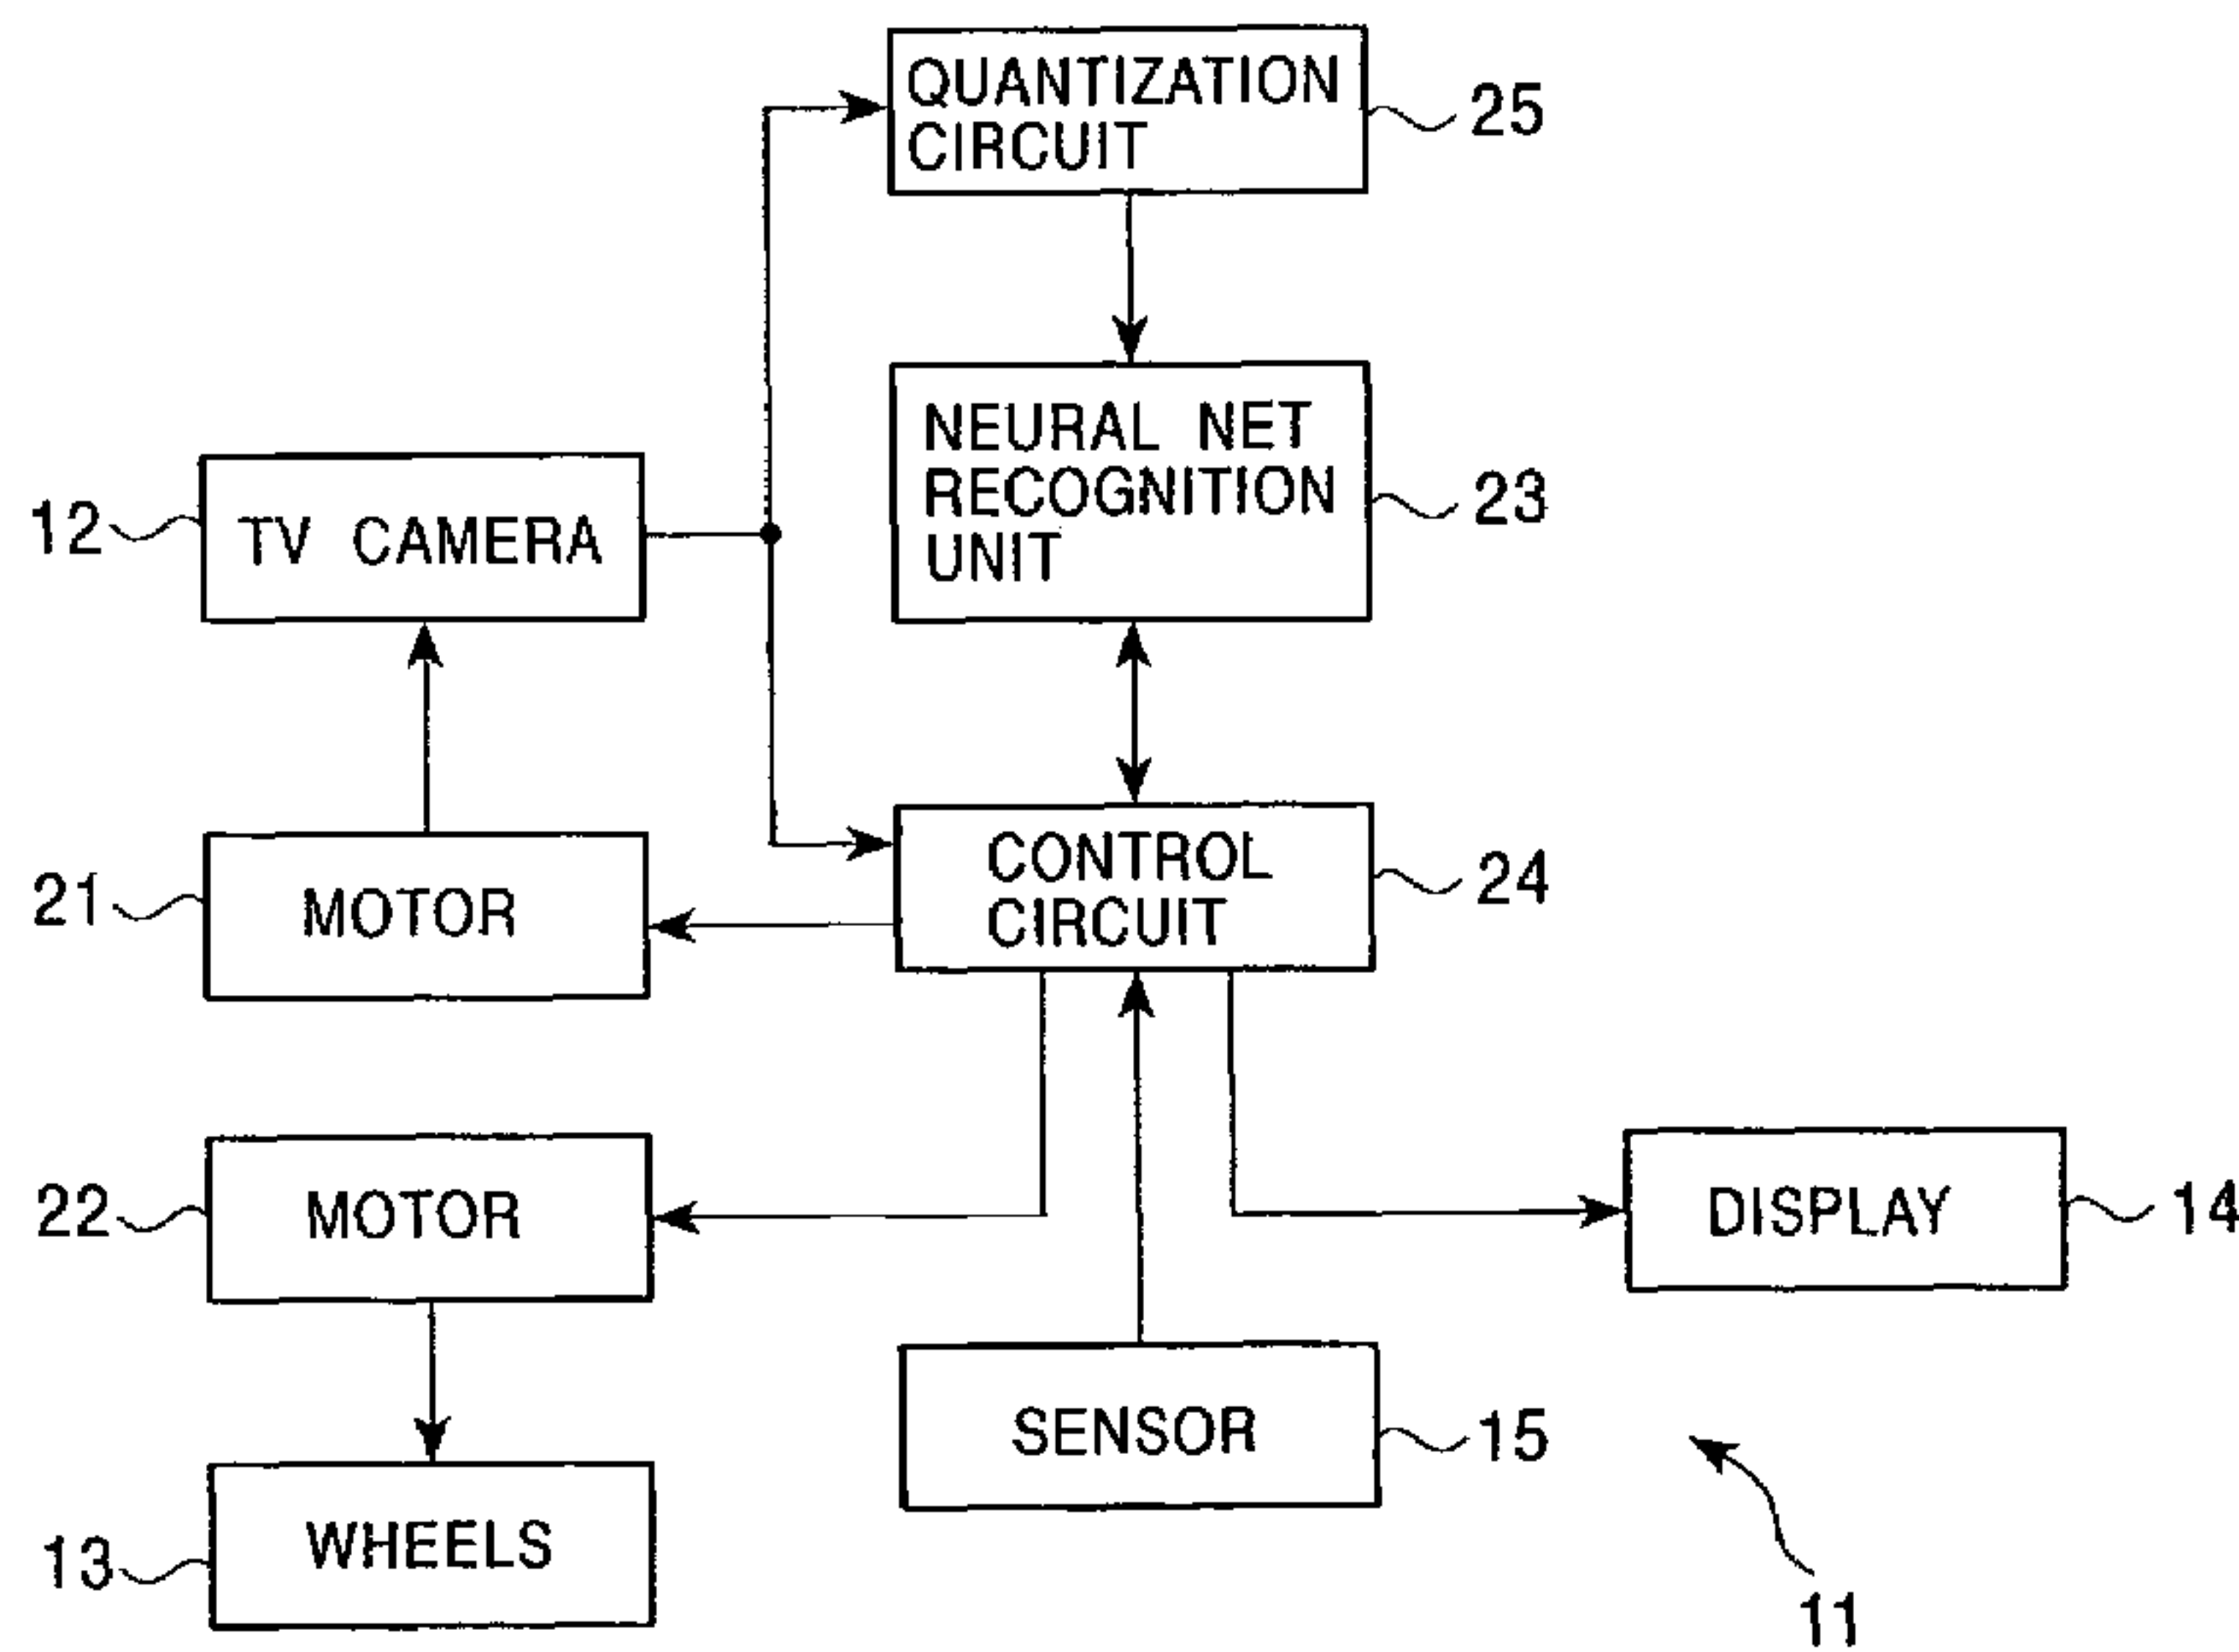 QUANTIZATION
CIRCUIT
25
NEURAL NET
RECOGNITION
UNIT
23
12
TV CAMERA
21
MOTOR
CONTROL
CIRCUIT
24
22
MOTOR
DISPLAY
14
SENSOR
15
13
WHEELS
11